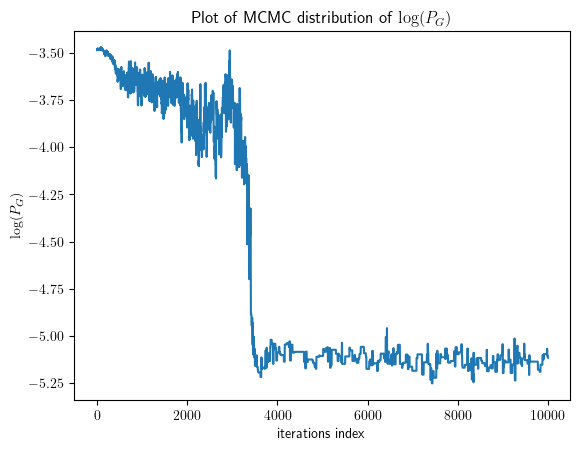 Plot of MCMC distribution of log(P_G)
log(P_G)
−3.50
−3.75
−4.00
−4.25
−4.50
−4.75
−5.00
−5.25
0 2000 4000 6000 8000 10000
iterations index